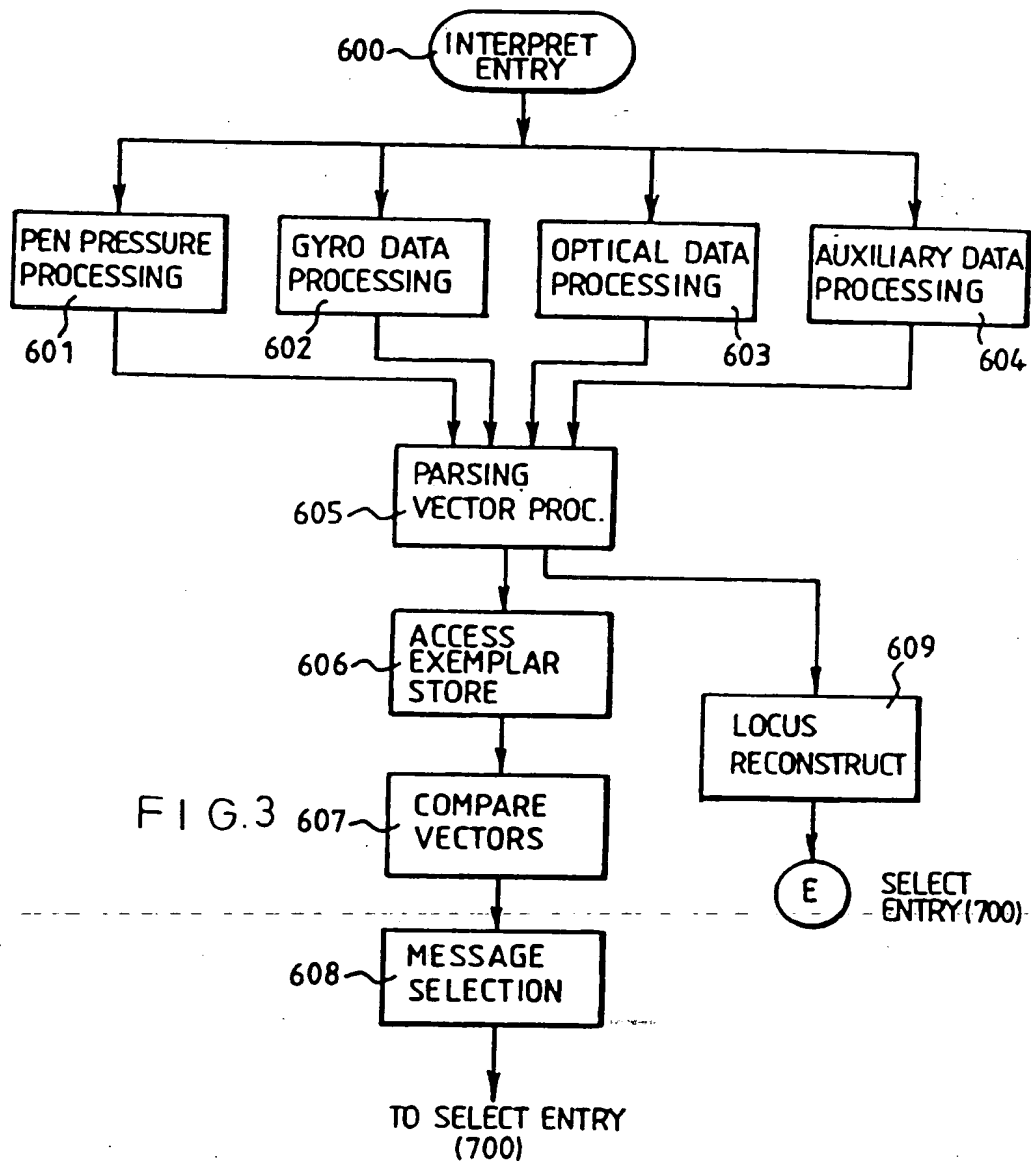 600
INTERPRET
ENTRY
PEN PRESSURE
PROCESSING
601
GYRO DATA
PROCESSING
602
OPTICAL DATA
PROCESSING
603
AUXILIARY DATA
PROCESSING
604
PARSING
VECTOR PROC.
605
ACCESS
EXEMPLAR
STORE
606
609
LOCUS
RECONSTRUCT
FIG.3
607
COMPARE
VECTORS
E
SELECT
ENTRY(700)
608
MESSAGE
SELECTION
TO SELECT ENTRY
(700)